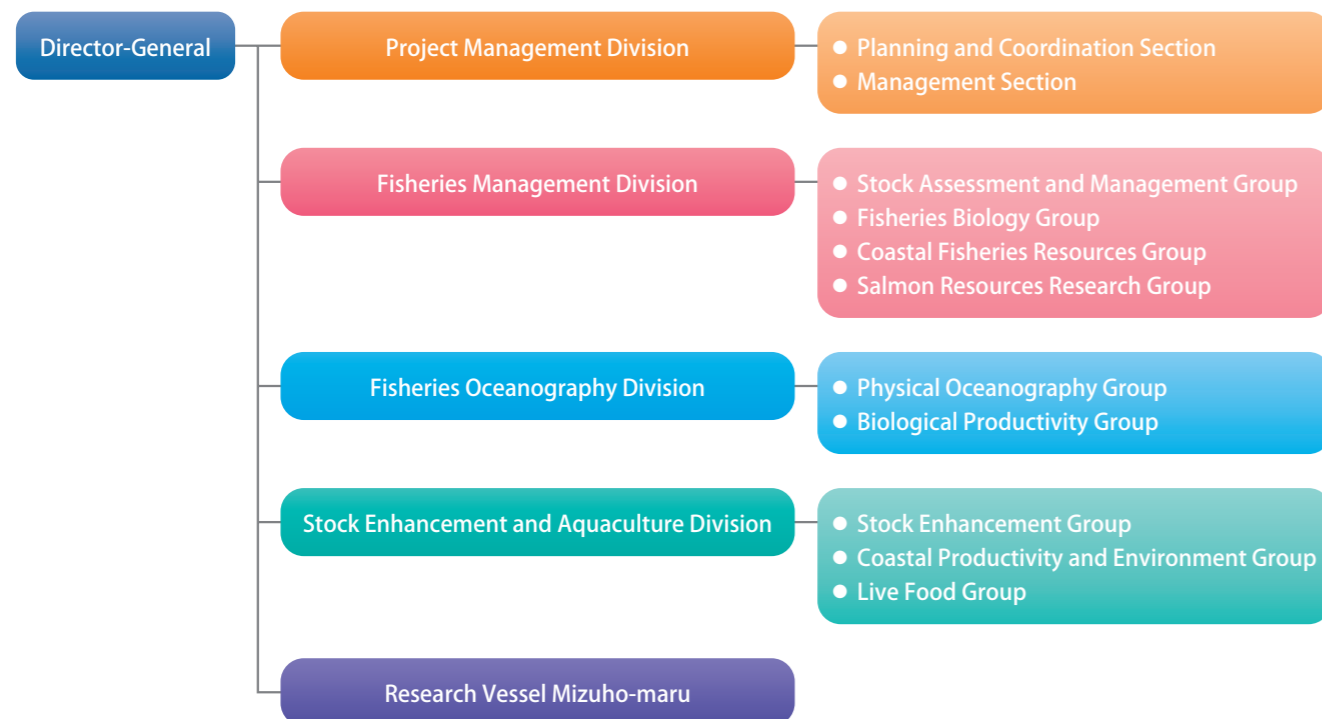 Director-General
Project Management Division
● Planning and Coordination Section
● Management Section
Fisheries Management Division
● Stock Assessment and Management Group
● Fisheries Biology Group
● Coastal Fisheries Resources Group
● Salmon Resources Research Group
Fisheries Oceanography Division
● Physical Oceanography Group
● Biological Productivity Group
Stock Enhancement and Aquaculture Division
● Stock Enhancement Group
● Coastal Productivity and Environment Group
● Live Food Group
Research Vessel Mizuho-maru